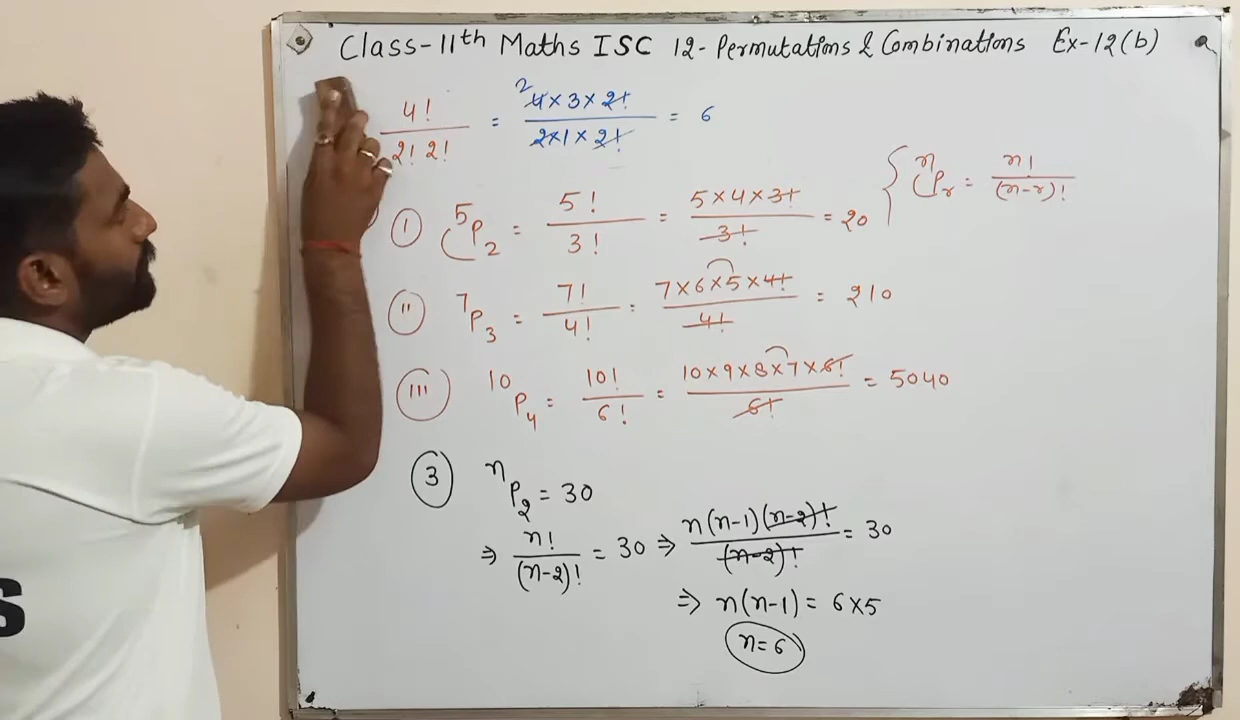 Class-11th Maths ISC 12-Permutations & Combinations Ex-12(b)
4!/2! 2! = 2 4×3×2!/2×1×2! = 6
{ nPr = n!/(n-r)!
(i) 5P2 = 5!/3! = 5×4×3!/3! = 20
(ii) 7P3 = 7!/4! = 7×6×5×4!/4! = 210
(iii) 10P4 = 10!/6! = 10×9×8×7×6!/6! = 5040
(3) nP2 = 30
⇒ n!/(n-2)! = 30 ⇒ n(n-1)(n-2)!/(n-2)! = 30
⇒ n(n-1) = 6×5
n=6
S